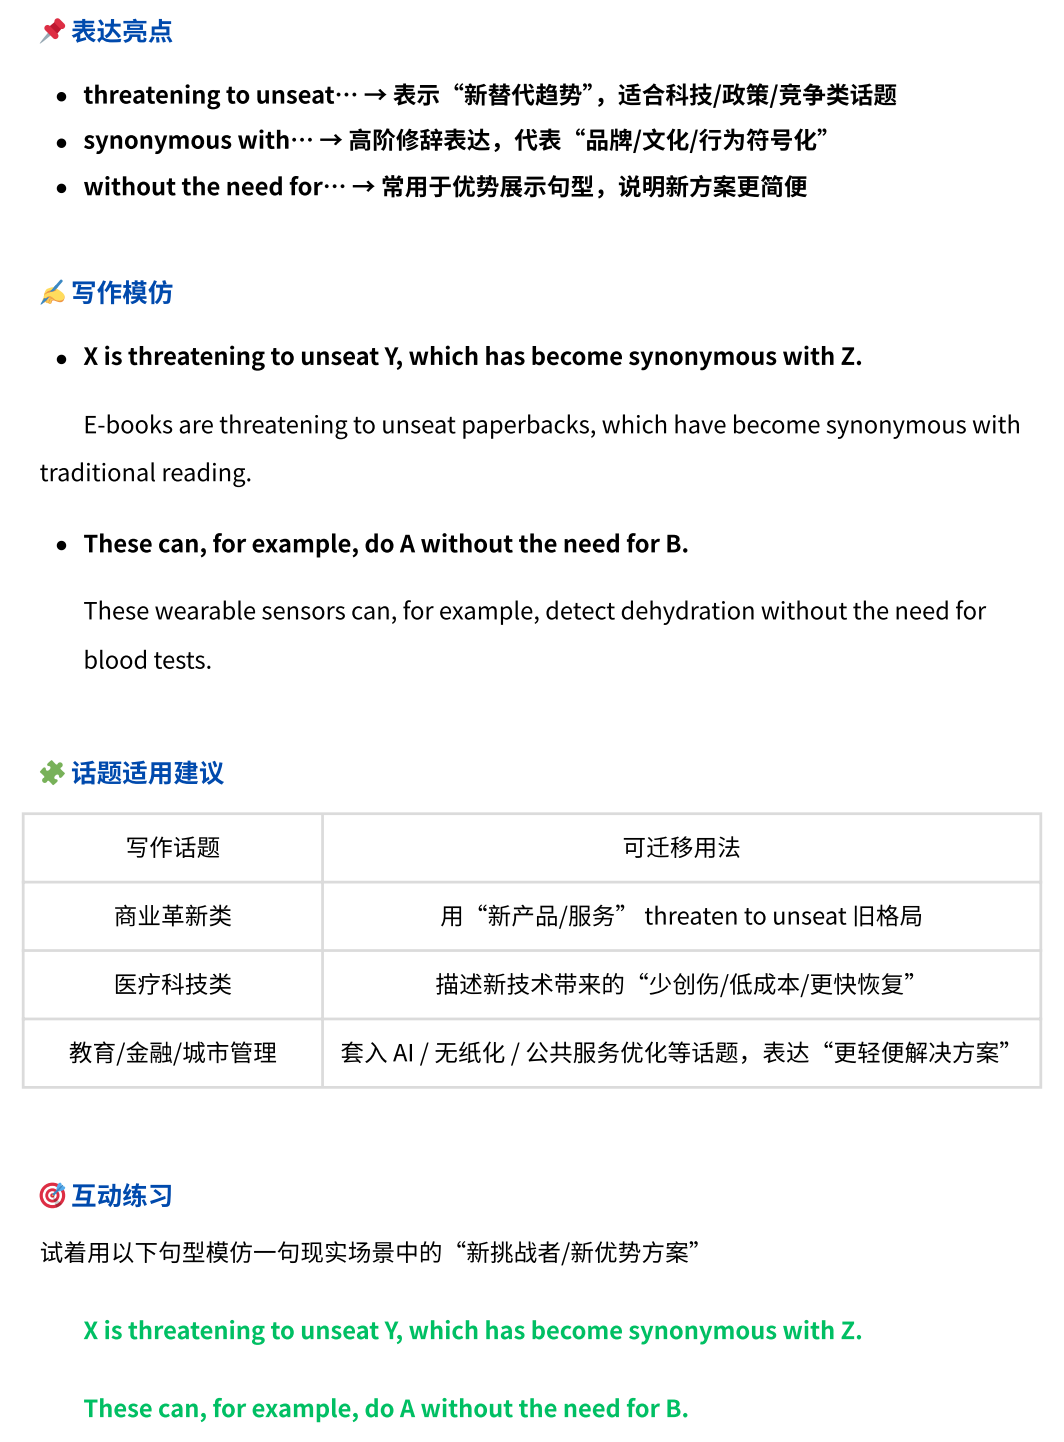 📌 表达亮点
• threatening to unseat… → 表示“新替代趋势”，适合科技/政策/竞争类话题
• synonymous with… → 高阶修辞表达，代表“品牌/文化/行为符号化”
• without the need for… → 常用于优势展示句型，说明新方案更简便
✍️ 写作模仿
• X is threatening to unseat Y, which has become synonymous with Z.
E-books are threatening to unseat paperbacks, which have become synonymous with
traditional reading.
• These can, for example, do A without the need for B.
These wearable sensors can, for example, detect dehydration without the need for
blood tests.
🧩 话题适用建议
写作话题 可迁移用法
商业革新类 用“新产品/服务” threaten to unseat 旧格局
医疗科技类 描述新技术带来的“少创伤/低成本/更快恢复”
教育/金融/城市管理 套入 AI / 无纸化 / 公共服务优化等话题，表达“更轻便解决方案”
🎯 互动练习
试着用以下句型模仿一句现实场景中的“新挑战者/新优势方案”
X is threatening to unseat Y, which has become synonymous with Z.
These can, for example, do A without the need for B.